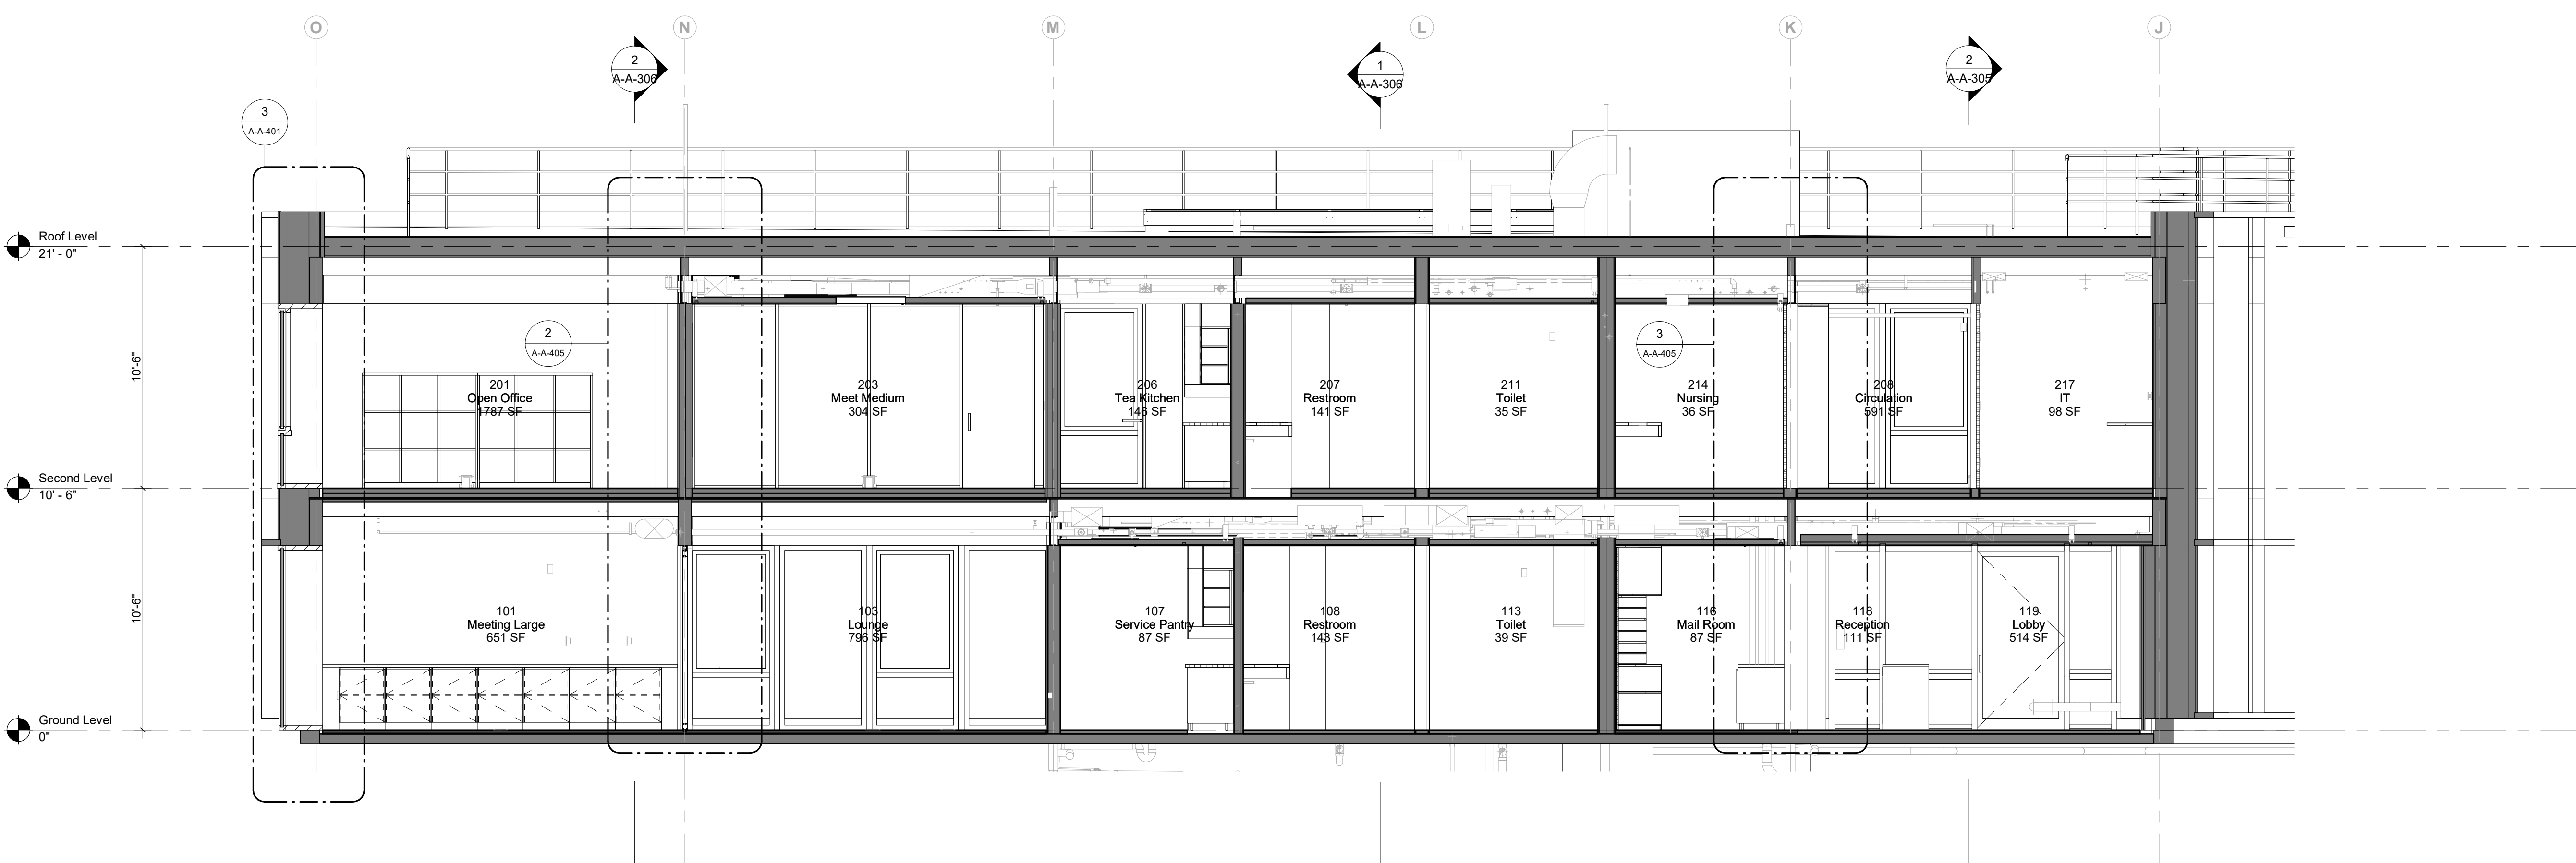 O
N
M
L
K
J
2
A-A-306
1
A-A-306
2
A-A-305
3
A-A-401
Roof Level
21' - 0"
10'-6"
2
A-A-405
3
A-A-405
201
Open Office
1787 SF
203
Meet Medium
304 SF
206
Tea Kitchen
146 SF
207
Restroom
141 SF
211
Toilet
35 SF
214
Nursing
36 SF
208
Circulation
591 SF
217
IT
98 SF
Second Level
10' - 6"
10'-6"
101
Meeting Large
651 SF
103
Lounge
796 SF
107
Service Pantry
87 SF
108
Restroom
143 SF
113
Toilet
39 SF
116
Mail Room
87 SF
118
Reception
111 SF
119
Lobby
514 SF
Ground Level
0"